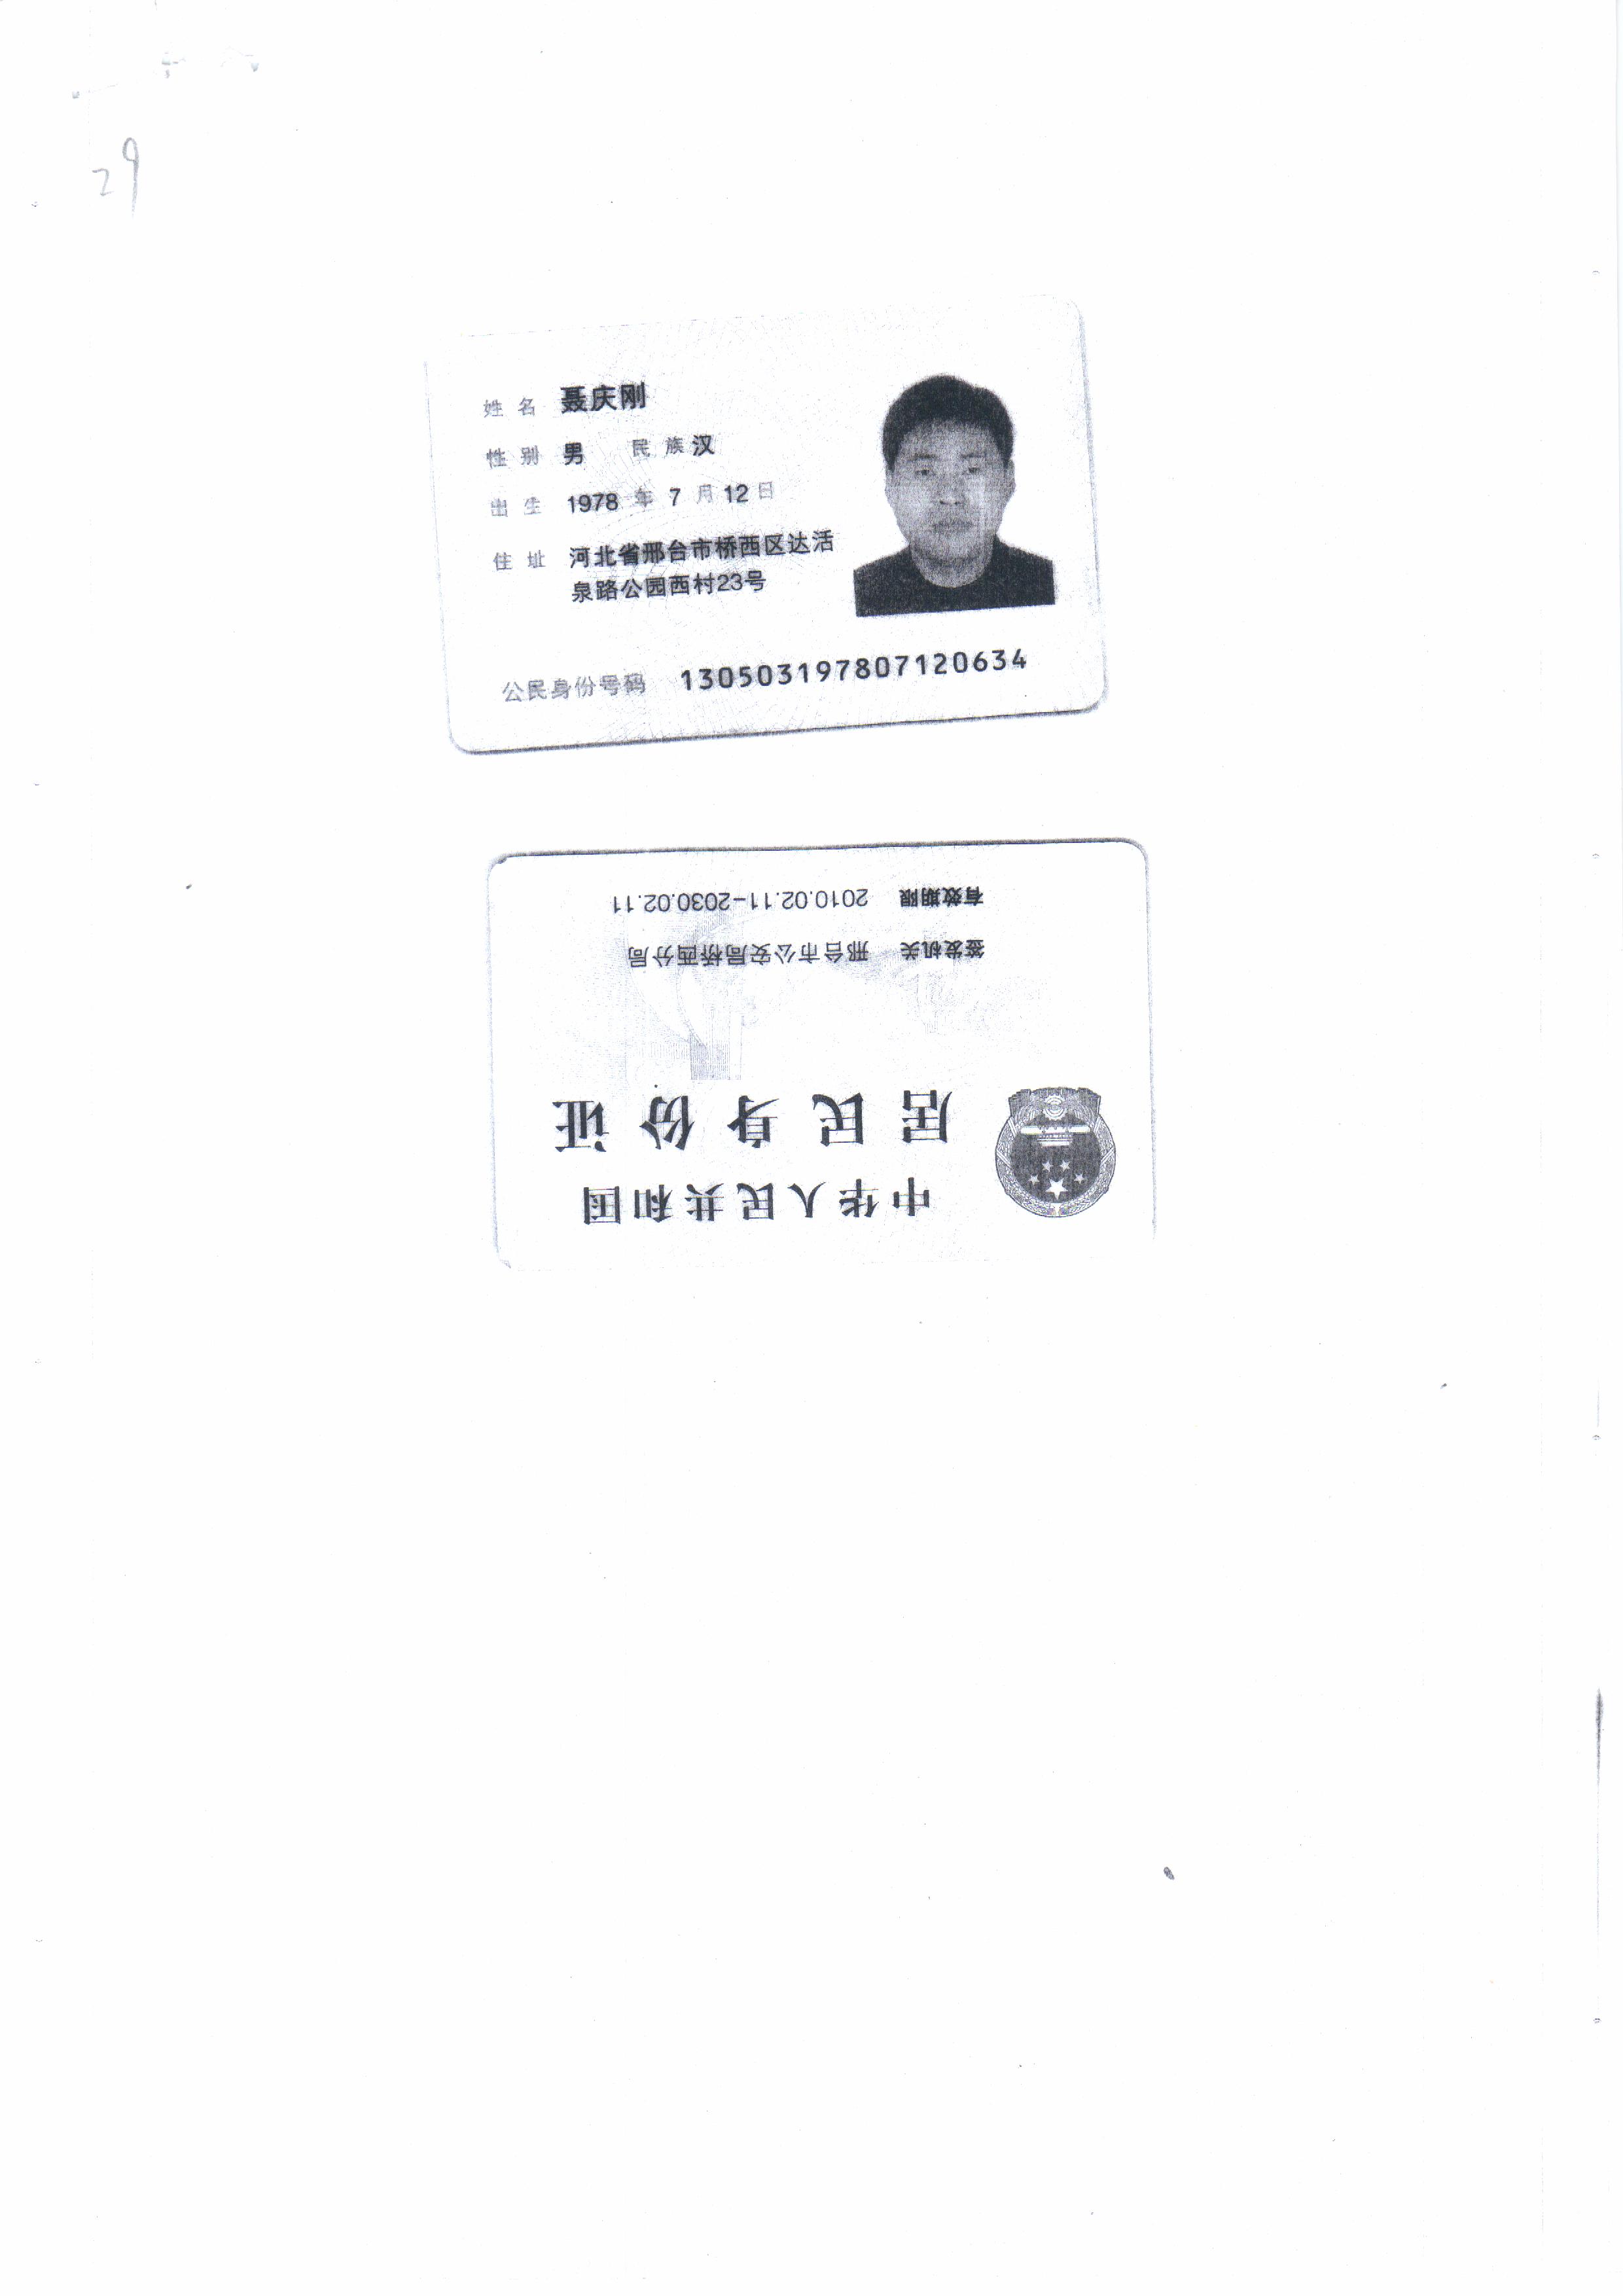 29
姓名 聂庆刚
性别 男 民族 汉
出生 1978 年 7 月 12 日
住址 河北省邢台市桥西区达活
泉路公园西村23号
公民身份号码 130503197807120634
中华人民共和国
居民身份证
签发机关 邢台市公安局桥西分局
有效期限 2010.02.11-2030.02.11